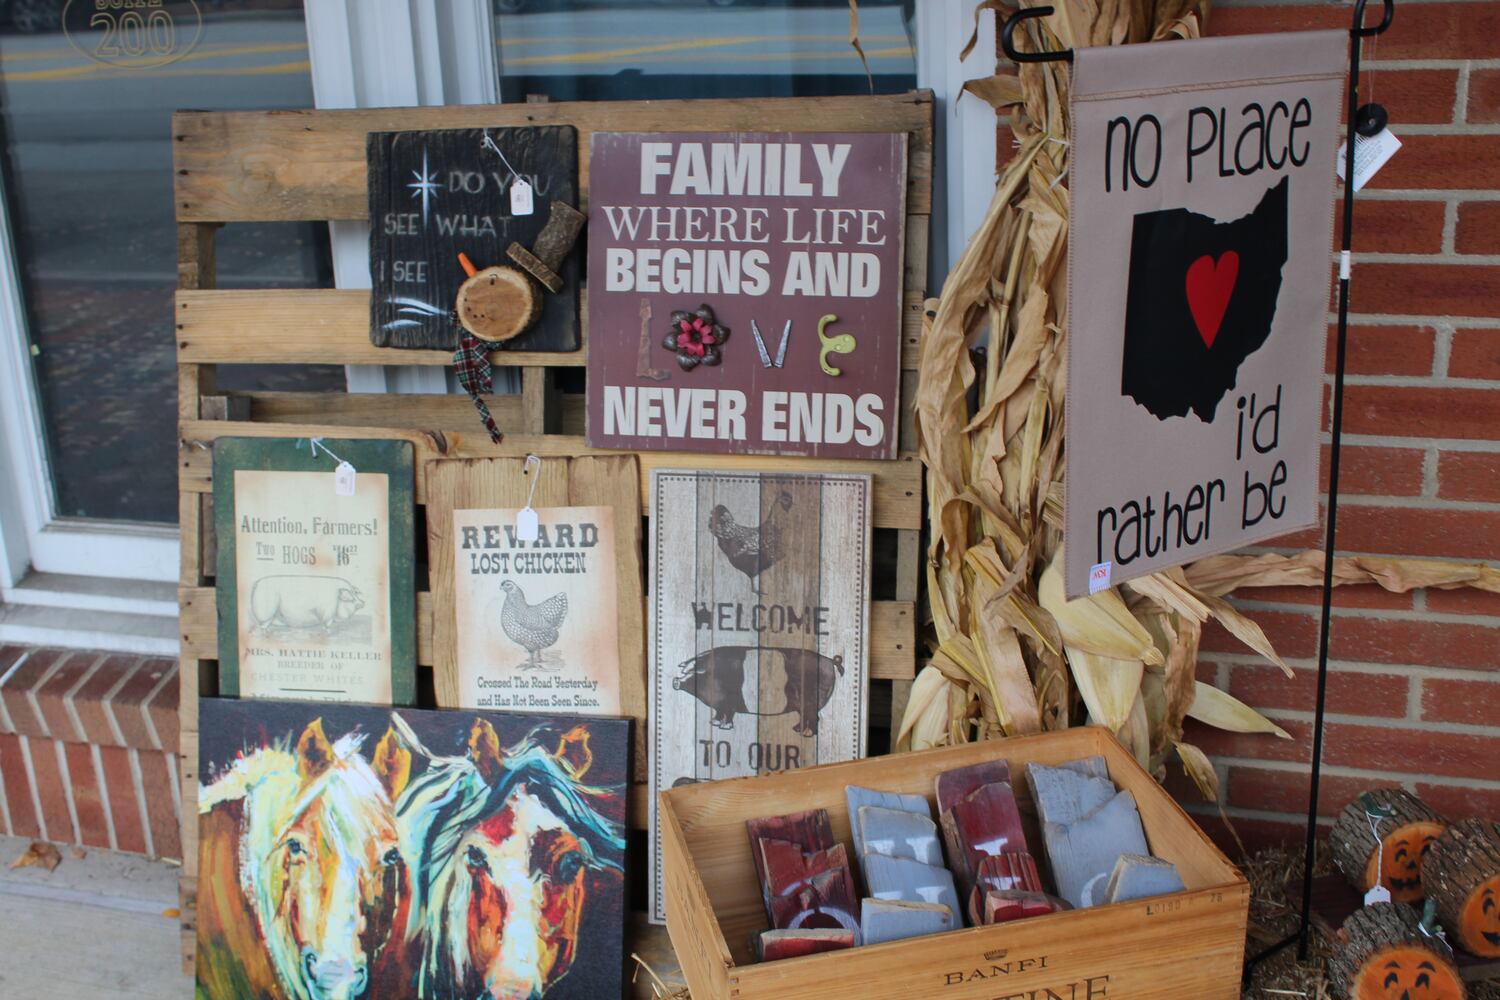 SUITE
200
DO YOU
SEE WHAT
I SEE
FAMILY
WHERE LIFE
BEGINS AND
LOVE
NEVER ENDS
NO PLACE
i'd
rather be
Attention, Farmers!
Two HOGS
MRS. HATTIE KELLER
BREEDER OF
CHESTER WHITES
REWARD
LOST CHICKEN
Crossed The Road Yesterday
and Has Not Been Seen Since.
WELCOME
TO OUR
BANFI